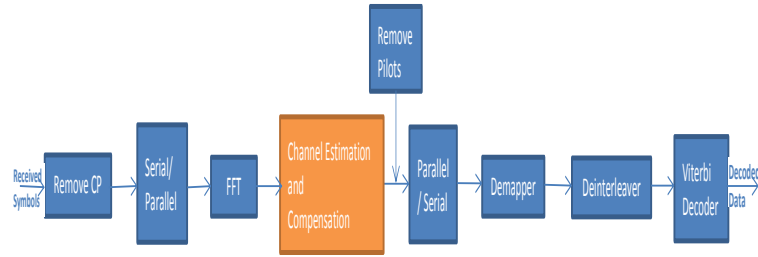 Remove
Pilots
Received
Symbols
Remove CP
Serial/
Parallel
FFT
Channel Estimation
and
Compensation
Parallel
/ Serial
Demapper
Deinterleaver
Viterbi
Decoder
Decoded
Data